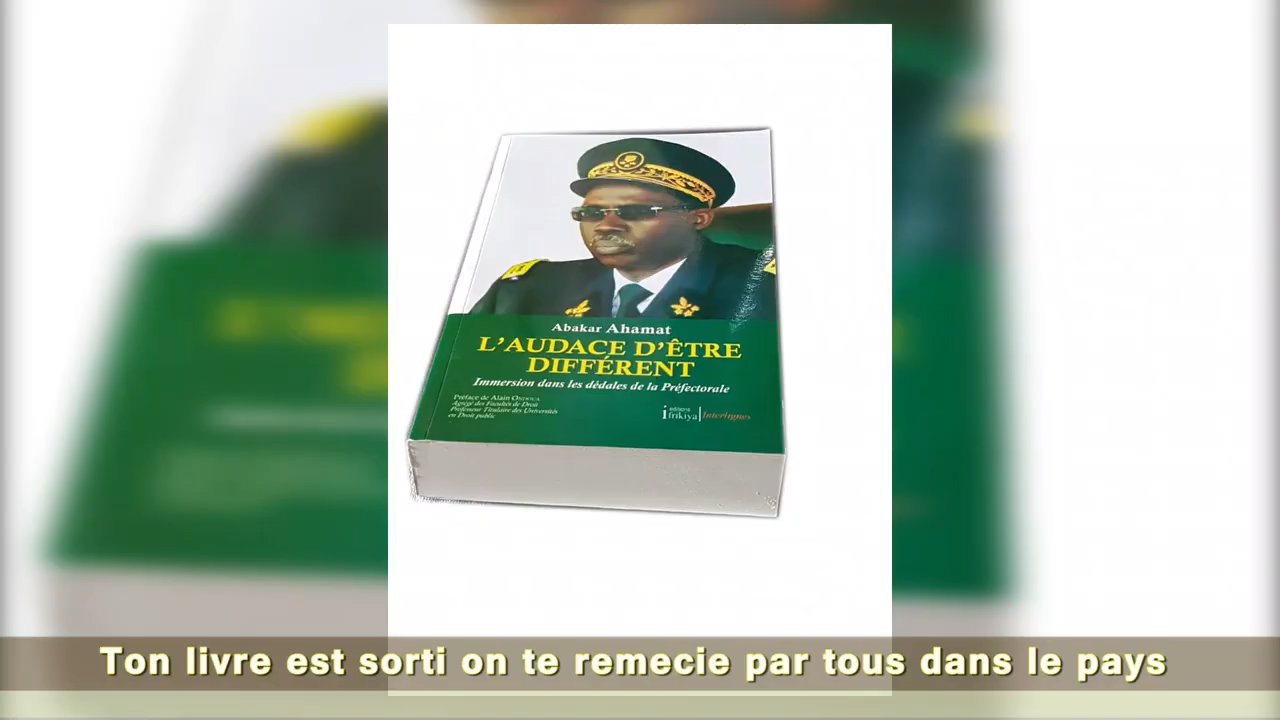 Abakar Ahamat
L'AUDACE D'ÊTRE
DIFFÉRENT
Immersion dans les dédales de la Préfectorale
Préface de Alain ONDOUA
Agrégé des Facultés de Droit
Professeur Titulaire des Universités
en Droit public
éditions
ifrikiya Interlignes
Ton livre est sorti on te remecie par tous dans le pays